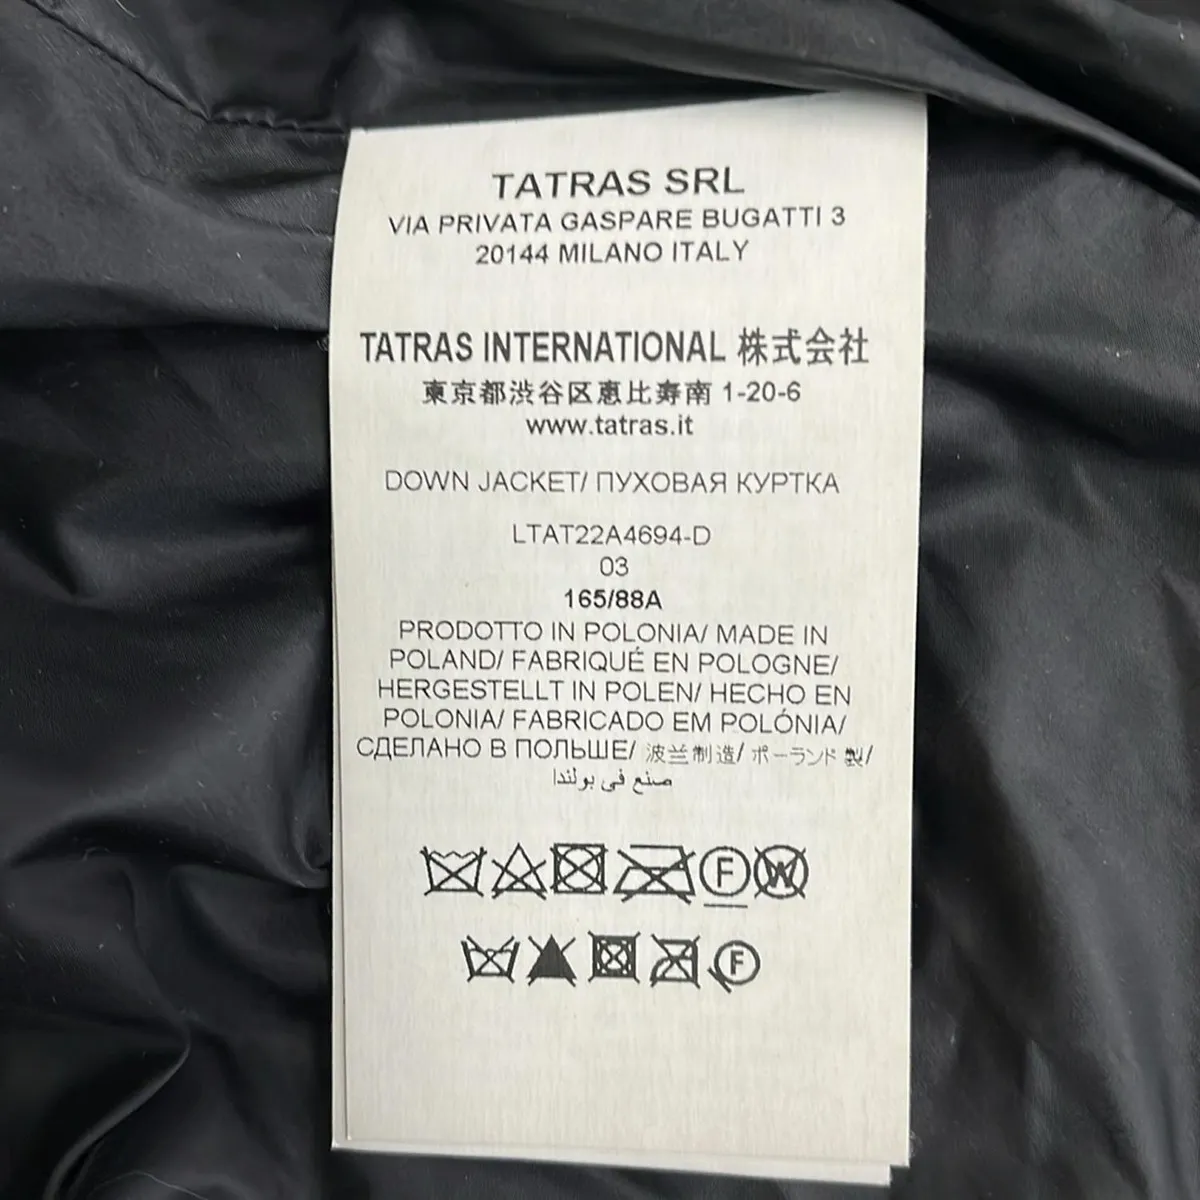 TATRAS SRL
VIA PRIVATA GASPARE BUGATTI 3
20144 MILANO ITALY
TATRAS INTERNATIONAL 株式会社
東京都渋谷区恵比寿南 1-20-6
www.tatras.it
DOWN JACKET/ ПУХОВАЯ КУРТКА
LTAT22A4694-D
03
165/88A
PRODOTTO IN POLONIA/ MADE IN
POLAND/ FABRIQUÉ EN POLOGNE/
HERGESTELLT IN POLEN/ HECHO EN
POLONIA/ FABRICADO EM POLÓNIA/
СДЕЛАНО В ПОЛЬШЕ/ 波兰制造/ ポーランド 製/
صنع في بولندا
F W
F